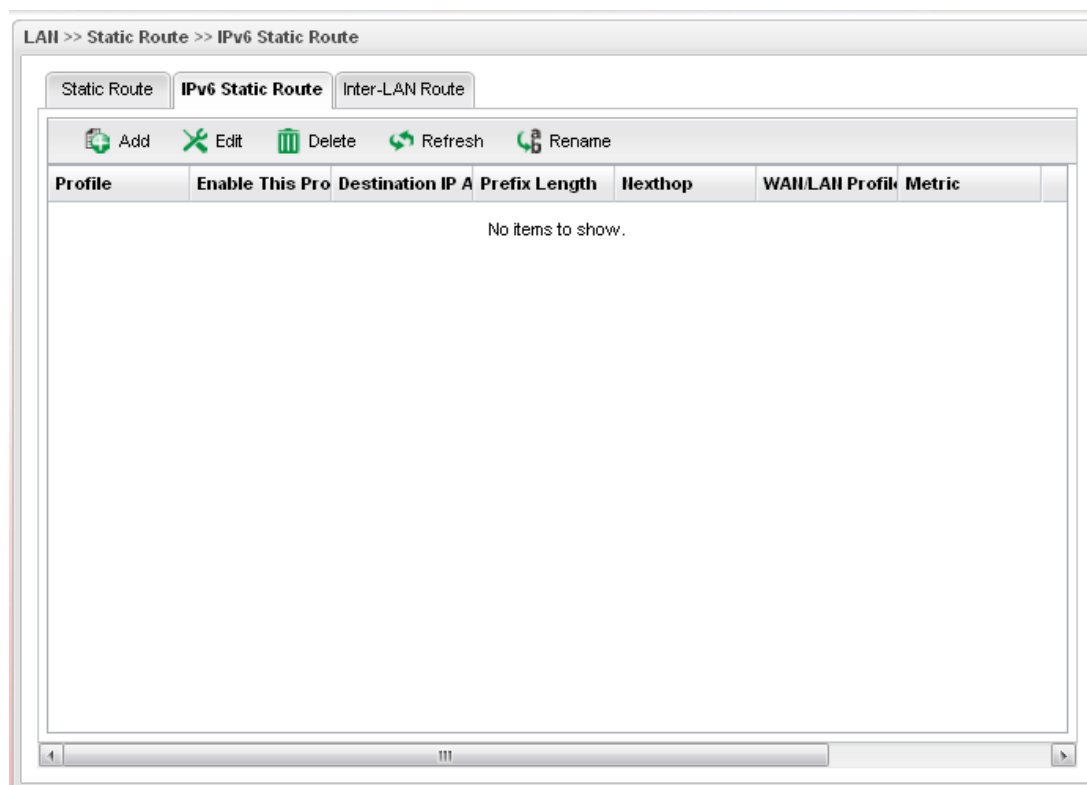 LAN >> Static Route >> IPv6 Static Route
Static Route IPv6 Static Route Inter-LAN Route
Add Edit Delete Refresh Rename
Profile Enable This Pro Destination IP A Prefix Length Nexthop WAN/LAN Profil Metric
No items to show.